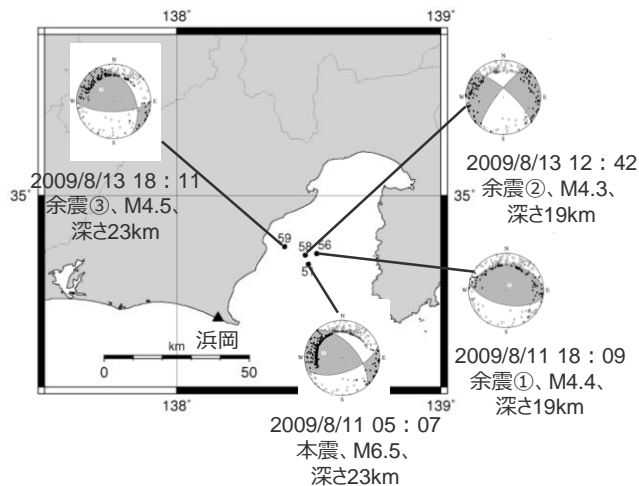 138°
139°
2009/8/13 18：11
余震③、M4.5、
深さ23km
2009/8/13 12：42
余震②、M4.3、
深さ19km
35°
35°
59
58
56
浜岡
km
0
50
2009/8/11 18：09
余震①、M4.4、
深さ19km
138°
139°
2009/8/11 05：07
本震、M6.5、
深さ23km
N
W
E
S
N
W
E
S
N
W
E
S
N
W
E
S